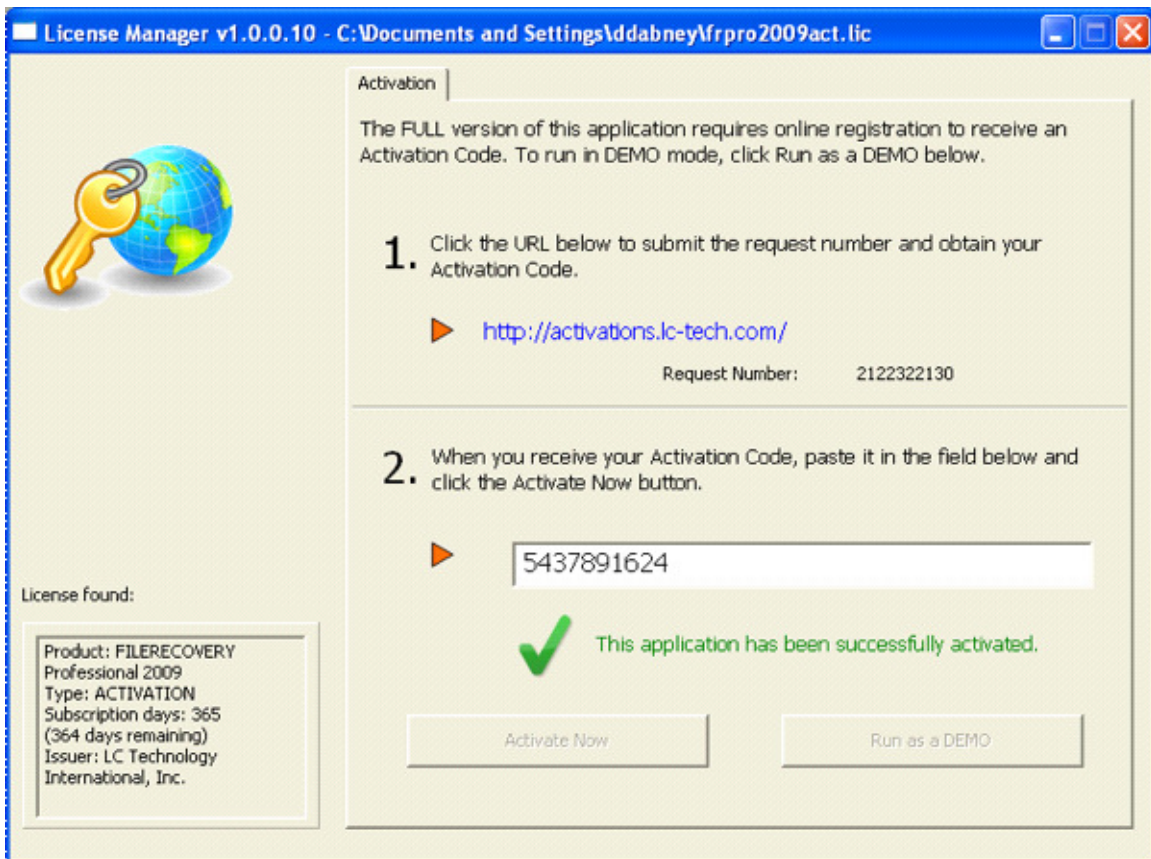 License Manager v1.0.0.10 - C:\Documents and Settings\ddabney\frpro2009act.lic
Activation
The FULL version of this application requires online registration to receive an
Activation Code. To run in DEMO mode, click Run as a DEMO below.
1. Click the URL below to submit the request number and obtain your
Activation Code.
http://activations.lc-tech.com/
Request Number: 2122322130
2. When you receive your Activation Code, paste it in the field below and
click the Activate Now button.
5437891624
This application has been successfully activated.
Activate Now
Run as a DEMO
License found:
Product: FILERECOVERY
Professional 2009
Type: ACTIVATION
Subscription days: 365
(364 days remaining)
Issuer: LC Technology
International, Inc.